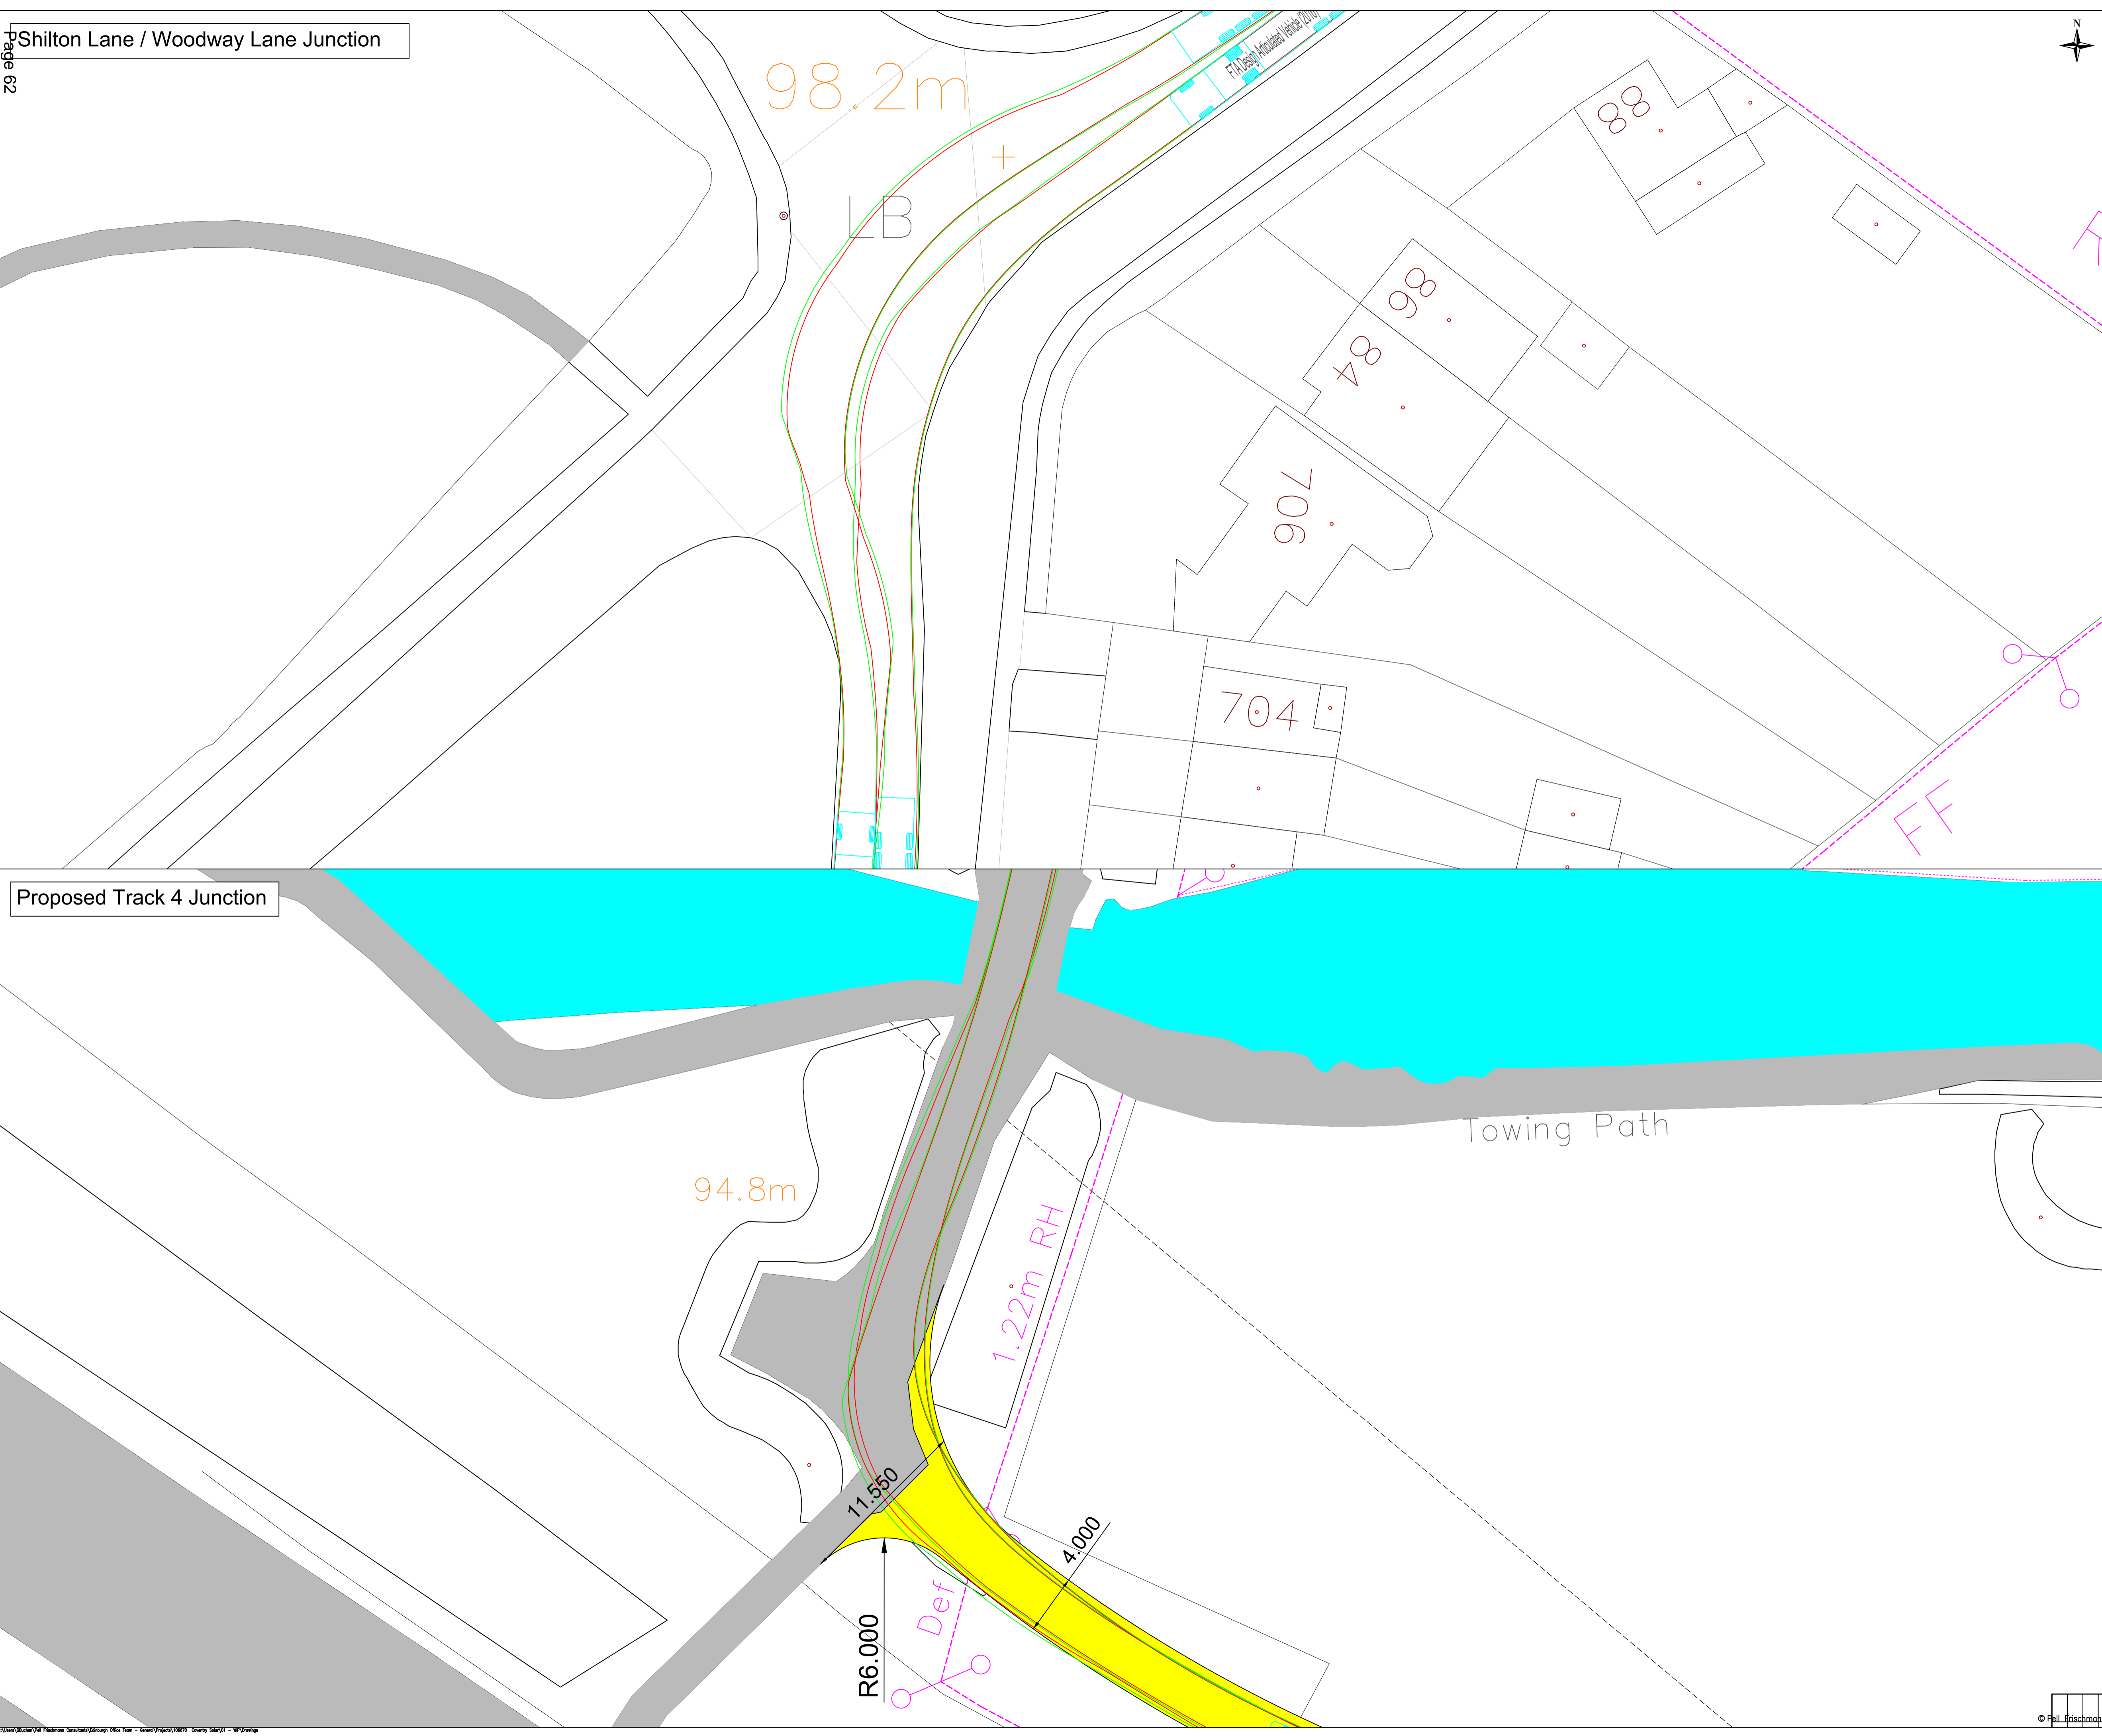 Page 62
Shilton Lane / Woodway Lane Junction
N
98.2m
FTA Design Articulated Vehicle (2016)
LB
88
86
84
706
704
FF
Proposed Track 4 Junction
Towing Path
94.8m
1.22m RH
11.550
4.000
R6.000
Def
© Pell Frischmann